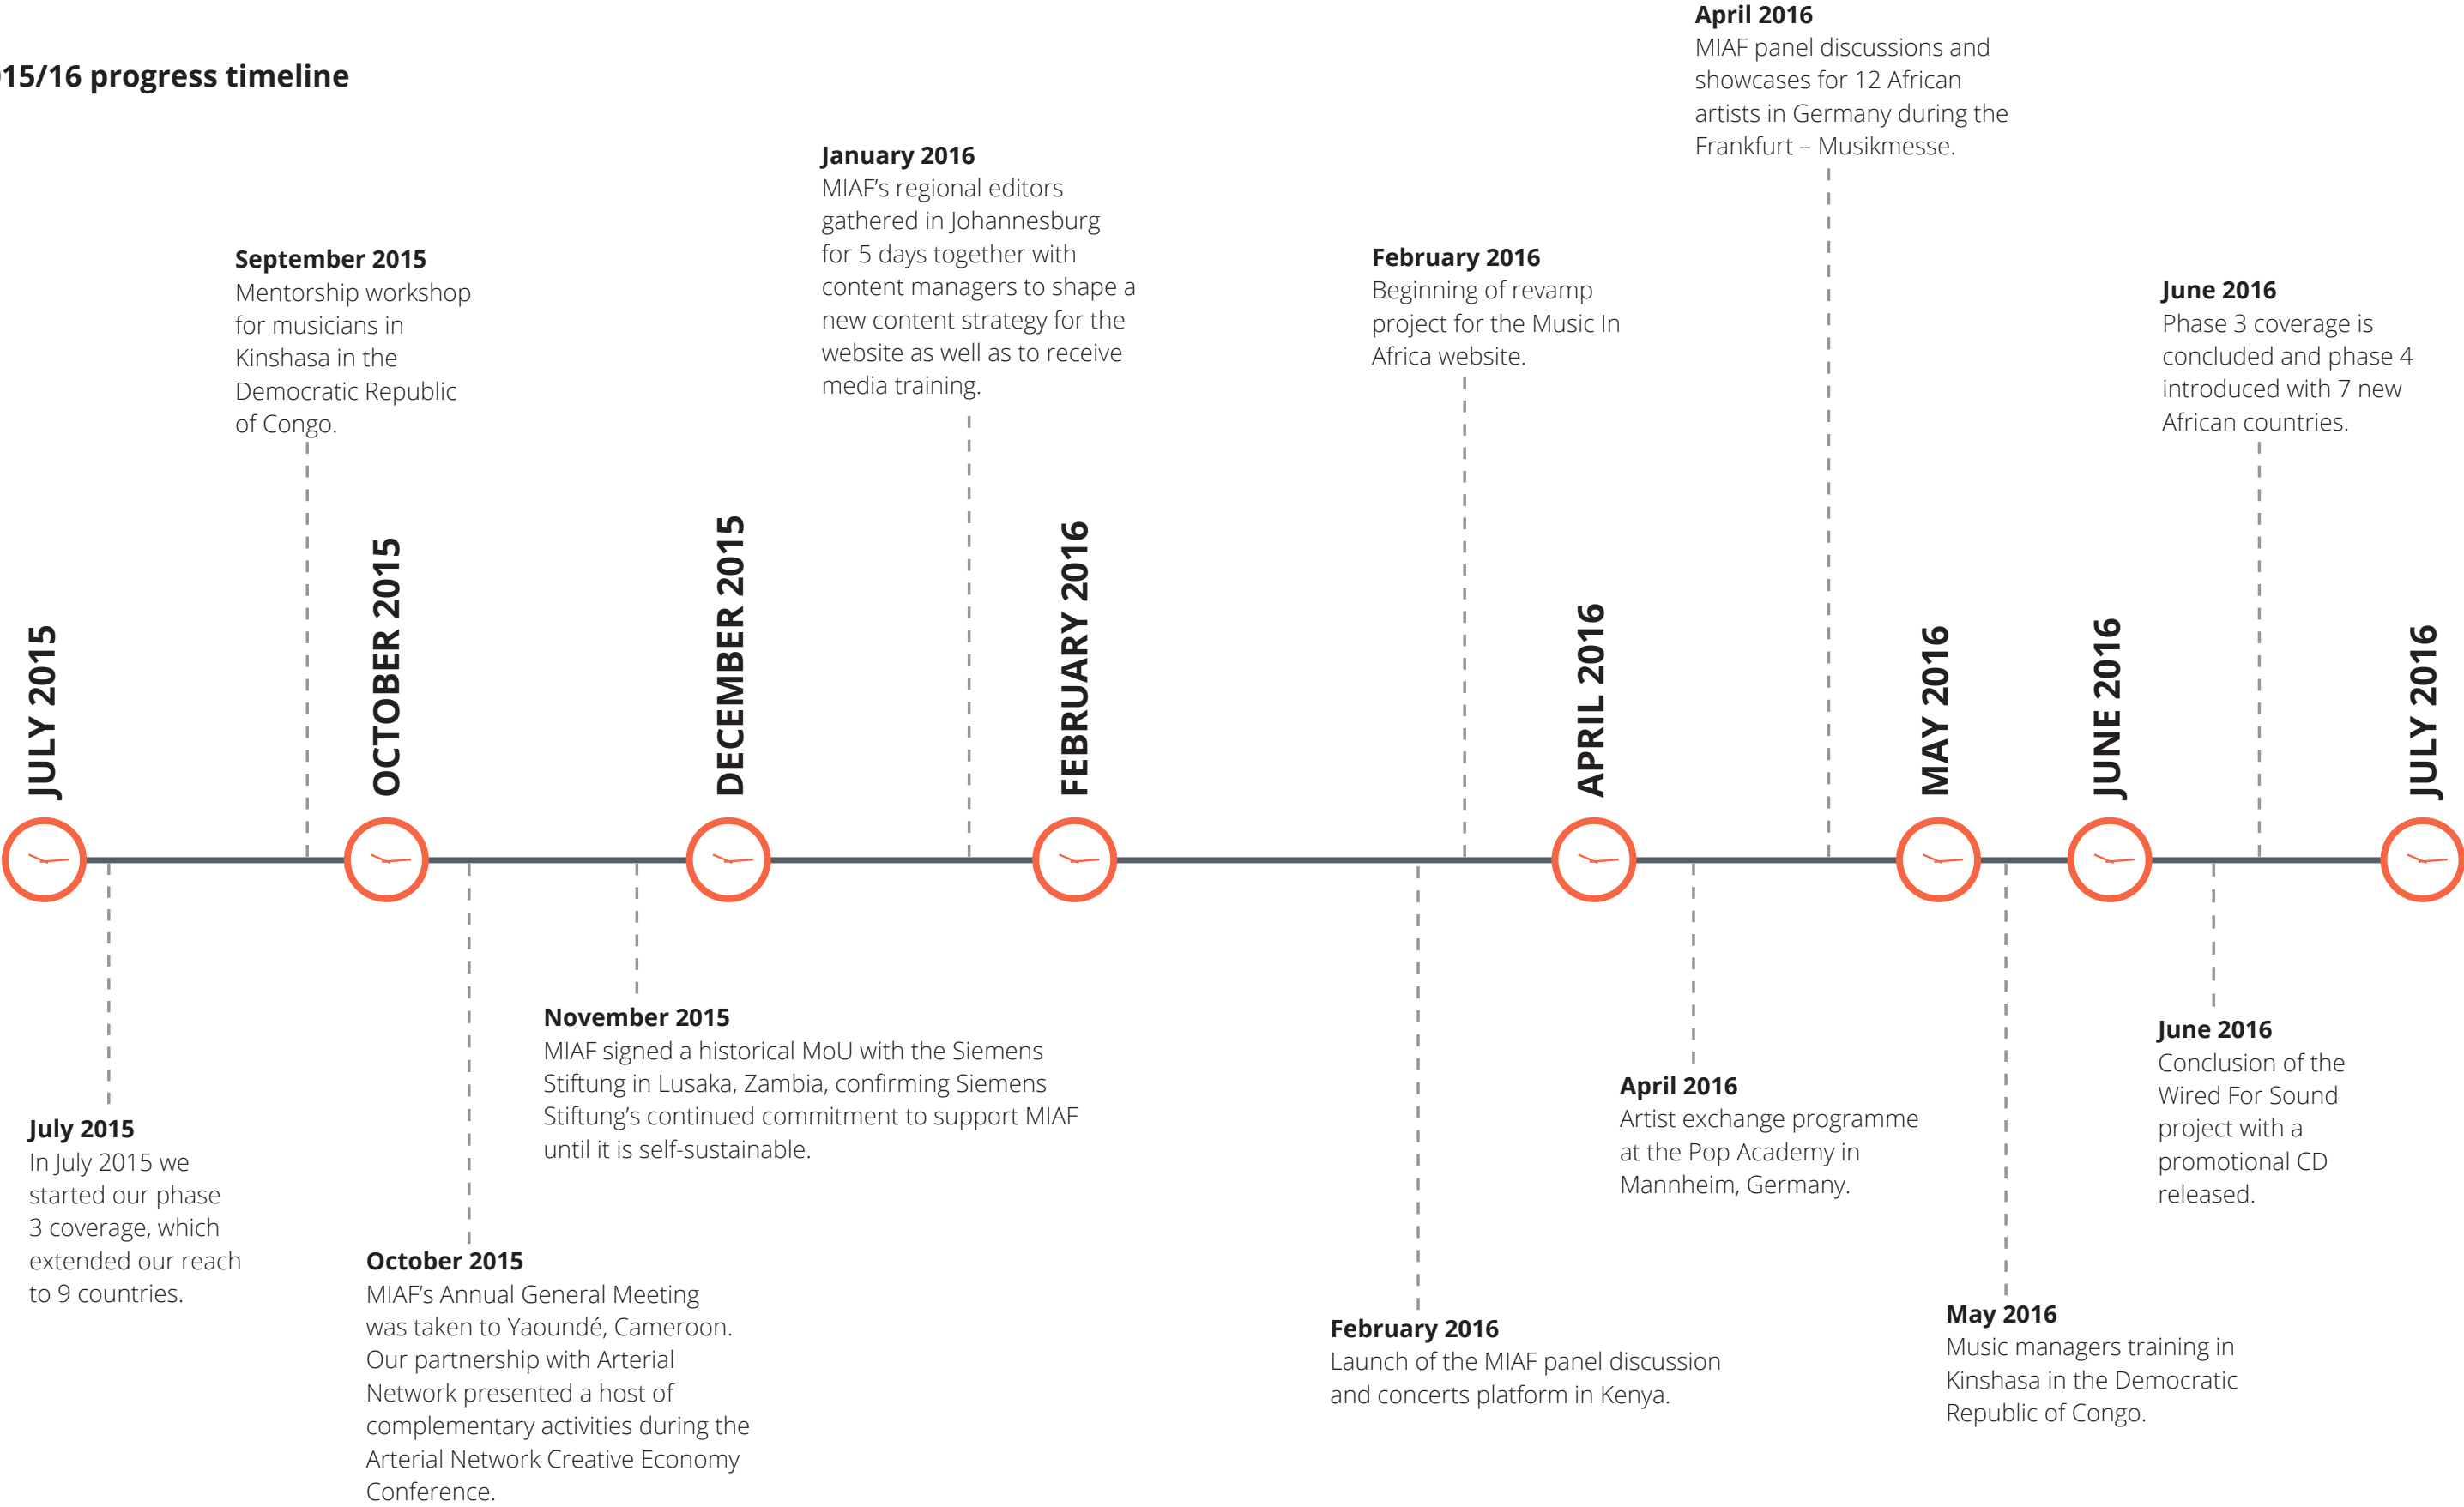 15/16 progress timeline
April 2016
MIAF panel discussions and
showcases for 12 African
artists in Germany during the
Frankfurt – Musikmesse.
January 2016
MIAF’s regional editors
gathered in Johannesburg
for 5 days together with
content managers to shape a
new content strategy for the
website as well as to receive
media training.
September 2015
Mentorship workshop
for musicians in
Kinshasa in the
Democratic Republic
of Congo.
February 2016
Beginning of revamp
project for the Music In
Africa website.
June 2016
Phase 3 coverage is
concluded and phase 4
introduced with 7 new
African countries.
JULY 2015
OCTOBER 2015
DECEMBER 2015
FEBRUARY 2016
APRIL 2016
MAY 2016
JUNE 2016
JULY 2016
July 2015
In July 2015 we
started our phase
3 coverage, which
extended our reach
to 9 countries.
October 2015
MIAF’s Annual General Meeting
was taken to Yaoundé, Cameroon.
Our partnership with Arterial
Network presented a host of
complementary activities during the
Arterial Network Creative Economy
Conference.
November 2015
MIAF signed a historical MoU with the Siemens
Stiftung in Lusaka, Zambia, confirming Siemens
Stiftung’s continued commitment to support MIAF
until it is self-sustainable.
February 2016
Launch of the MIAF panel discussion
and concerts platform in Kenya.
April 2016
Artist exchange programme
at the Pop Academy in
Mannheim, Germany.
May 2016
Music managers training in
Kinshasa in the Democratic
Republic of Congo.
June 2016
Conclusion of the
Wired For Sound
project with a
promotional CD
released.